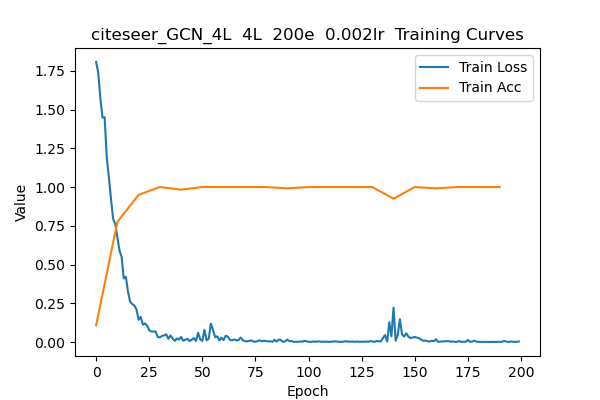 citeseer_GCN_4L  4L  200e  0.002lr  Training Curves
Train Loss
Train Acc
1.75
1.50
1.25
1.00
0.75
0.50
0.25
0.00
Value
0 25 50 75 100 125 150 175 200
Epoch